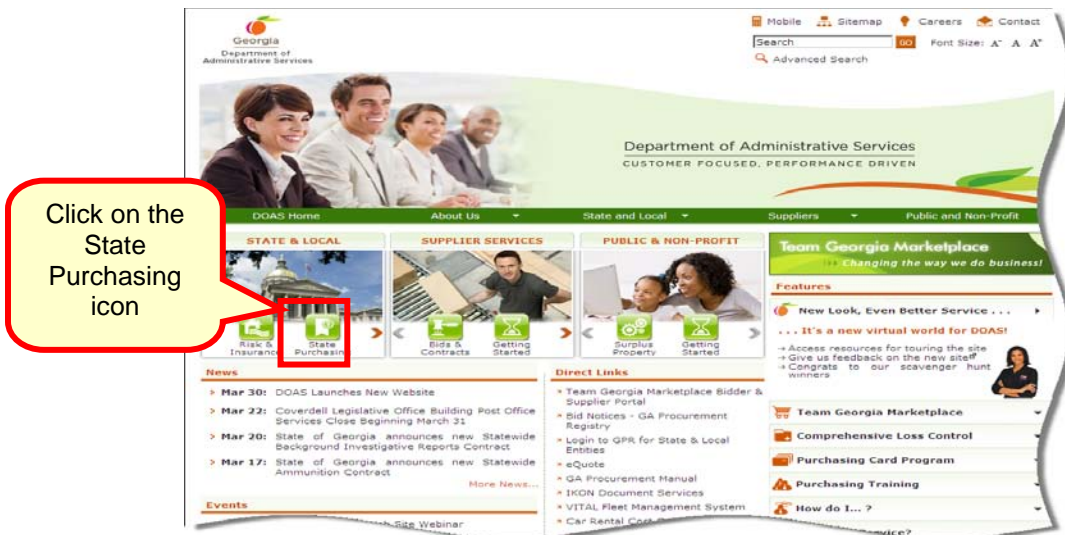 Georgia
Department of
Administrative Services
Mobile Sitemap Careers Contact
Search GO Font Size: A- A A+
Advanced Search
Department of Administrative Services
CUSTOMER FOCUSED, PERFORMANCE DRIVEN
Click on the
State
Purchasing
icon
DOAS Home About Us State and Local Suppliers Public and Non-Profit
STATE & LOCAL
Risk &
Insurance
State
Purchasin
SUPPLIER SERVICES
Bids &
Contracts
Getting
Started
PUBLIC & NON-PROFIT
Surplus
Property
Getting
Started
Team Georgia Marketplace
Changing the way we do business!
Features
New Look, Even Better Service . . .
. . . It's a new virtual world for DOAS!
Access resources for touring the site
Give us feedback on the new site
Congrats to our scavenger hunt
winners
News
Mar 30: DOAS Launches New Website
Mar 22: Coverdell Legislative Office Building Post Office
Services Close Beginning March 31
Mar 20: State of Georgia announces new Statewide
Background Investigative Reports Contract
Mar 17: State of Georgia announces new Statewide
Ammunition Contract
More News...
Events
Site Webinar
Direct Links
Team Georgia Marketplace Bidder &
Supplier Portal
Bid Notices - GA Procurement
Registry
Login to GPR for State & Local
Entities
eQuote
GA Procurement Manual
IKON Document Services
VITAL Fleet Management System
Car Rental
Team Georgia Marketplace
Comprehensive Loss Control
Purchasing Card Program
Purchasing Training
How do I... ?